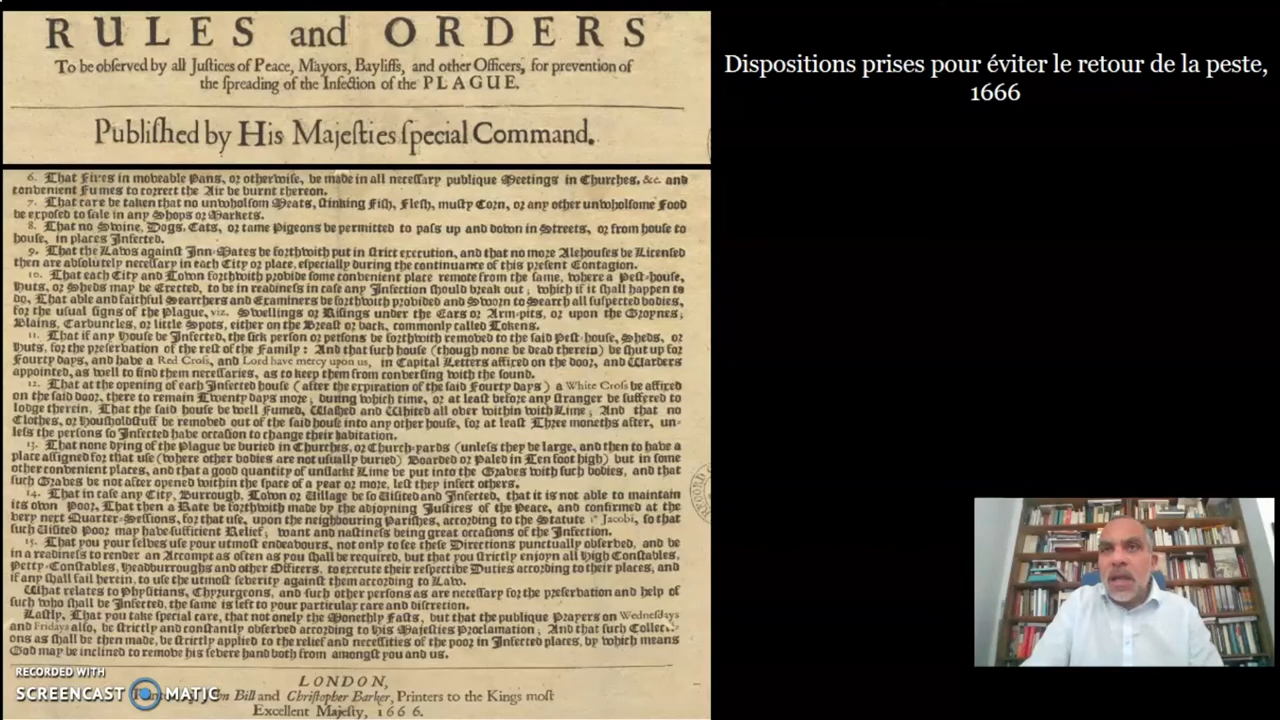 RULES and ORDERS
To be observed by all Justices of Peace, Mayors, Bayliffs, and other Officers, for prevention of
the spreading of the Infection of the PLAGUE.
Published by His Majesties special Command.
6. That Fires in moveable Pans, or otherwise, be made in all necessary publique Meetings in Churches, &c. and
convenient Fumes to correct the Air be burnt thereon.
7. That care be taken that no unwholsom Meats, stinking Fish, Flesh, musty Corn, or any other unwholsome Food
be exposed to sale in any Shops or Markets.
8. That no Swine, Dogs, Cats, or tame Pigeons be permitted to pass up and down in Streets, or from house to
house, in places Infected.
9. That the Laws against Inn-Mates be forthwith put in strict execution, and that no more Alehouses be Licensed
then are absolutely necessary in each City or place, especially during the continuance of this present Contagion.
10. That each City and Town forthwith provide some convenient place remote from the same, where a Pest-house,
Huts, or Sheds may be Erected, to be in readiness in case any Infection should break out; which if it shall happen to
do, That able and faithful Searchers and Examiners be forthwith provided and Sworn to Search all suspected bodies,
for the usual signs of the Plague, viz. Swellings or Risings under the Ears or Arm-pits, or upon the Groynes;
Blains, Carbuncles, or little Spots, either on the Breast or back, commonly called Tokens.
11. That if any House be Infected, the sick person or persons be forthwith removed to the said Pest-house, Sheds, or
Huts, for the preservation of the rest of the Family: And that such house (though none be dead therein) be shut up for
Fourty days, and have a Red Cross, and Lord have mercy upon us, in Capital Letters affixed on the door, and Warders
appointed, as well to find them necessaries, as to keep them from conversing with the sound.
12. That at the opening of each Infected house (after the expiration of the said Fourty days) a White Cross be affixed
on the said door, there to remain Twenty days more; during which time, or at least before any stranger be suffered to
lodge therein, That the said house be well Fumed, Washed and Whited all over within with Lime; And that no
Clothes, or Housholdstuff be removed out of the said house into any other house, for at least Three moneths after, un-
less the persons so Infected have occasion to change their habitation.
13. That none dying of the Plague be buried in Churches, or Church-yards (unless they be large, and then to have a
place assigned for that use (where other bodies are not usually buried) Boarded or Paled in Ten foot high) but in some
other convenient places, and that a good quantity of unslackt Lime be put into the Graves with such bodies, and that
such Graves be not after opened within the space of a year or more, less they infect others.
14. That in case any City, Burrough, Town or Village be so Visited and Infected, that it is not able to maintain
its own Poor, That then a Rate be forthwith made by the adjoyning Justices of the Peace, and confirmed at the
very next Quarter-Sessions, for that use, upon the neighbouring Parishes, according to the Statute Jacobi, so that
such Visited Poor may have sufficient Relief; want and nastiness being great occasions of the Infection.
15. That you your selves use your utmost endeavours, not only to see these Directions punctually observed, and be
in a readiness to render an Accompt as often as you shall be required, but that you strictly enjoyn all High Constables,
Petty-Constables, Headburroughs and other Officers, to execute their respective Duties according to their places, and
if any shall fail herein, to use the utmost severity against them according to Law.
What relates to Physitians, Chyrurgeons, and such other persons as are necessary for the preservation and help of
such who shall be Infected, the same is left to your particular care and discretion.
Lastly, That you take special care, that not onely the Monethly Fasts, but that the publique Prayers on Wednesdays
and Fridays also, be strictly and constantly observed according to his Majesties Proclamation; And that such Collecti-
ons as shall be then made, be strictly applied to the relief and necessities of the poor in Infected places, by which means
God may be inclined to remove his severe hand both from amongst you and us.
LONDON,
Bill and Christopher Barker, Printers to the Kings most
Excellent Majesty, 1666.
RECORDED WITH
SCREENCAST MATIC
Dispositions prises pour éviter le retour de la peste,
1666